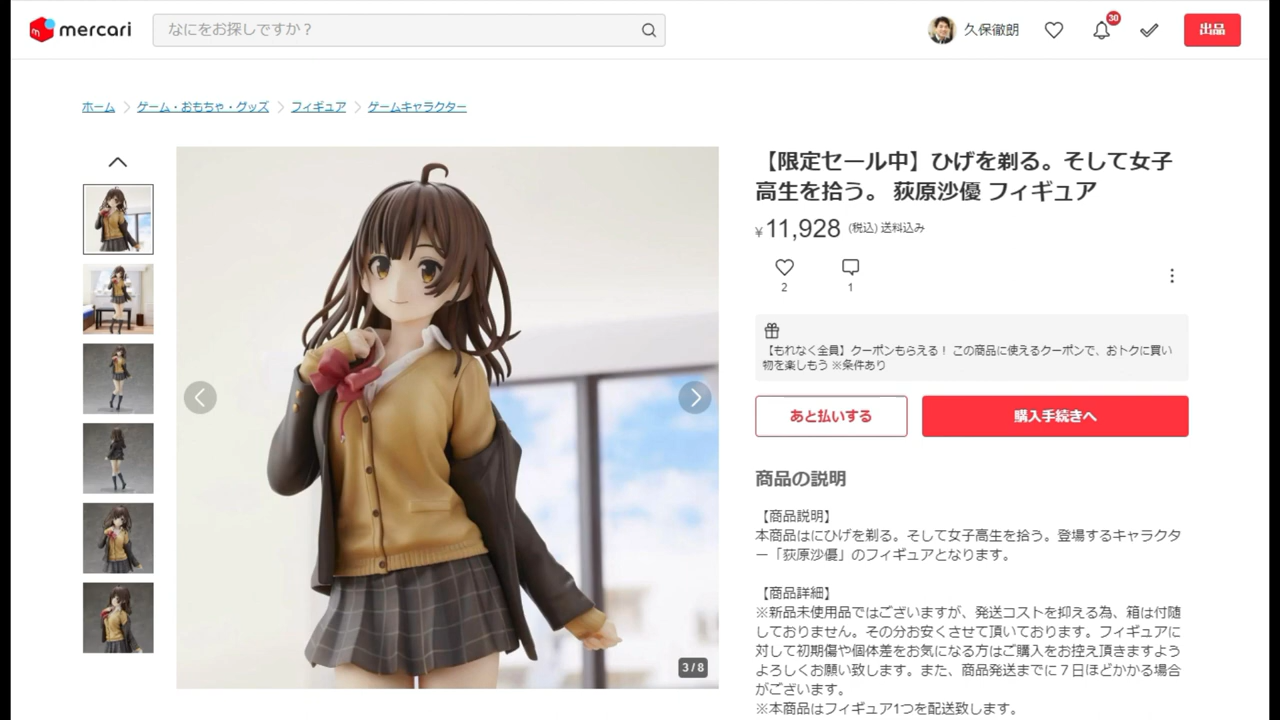 mercari
なにをお探しですか？
久保徹朗
30
出品
ホーム
ゲーム・おもちゃ・グッズ
フィギュア
ゲームキャラクター
【限定セール中】ひげを剃る。そして女子
高生を拾う。 荻原沙優 フィギュア
¥ 11,928 (税込) 送料込み
2
1
【もれなく全員】クーポンもらえる！ この商品に使えるクーポンで、おトクに買い
物を楽しもう ※条件あり
あと払いする
購入手続きへ
3 / 8
商品の説明
【商品説明】
本商品はにひげを剃る。そして女子高生を拾う。登場するキャラクタ
ー「荻原沙優」のフィギュアとなります。
【商品詳細】
※新品未使用品ではございますが、発送コストを抑える為、箱は付随
しておりません。その分お安くさせて頂いております。フィギュアに
対して初期傷や個体差をお気になる方はご購入をお控え頂きますよう
よろしくお願い致します。また、商品発送までに７日ほどかかる場合
がございます。
※本商品はフィギュア1つを配送致します。